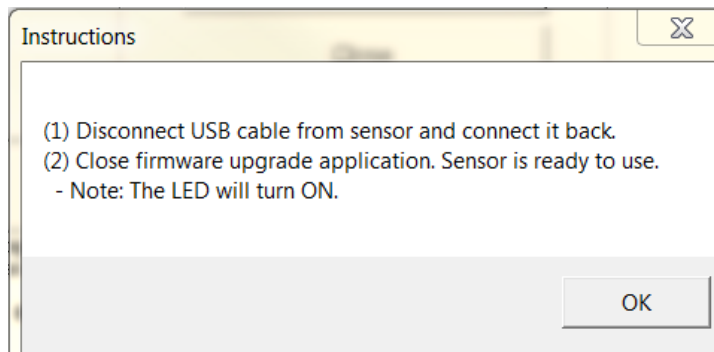 Instructions
(1) Disconnect USB cable from sensor and connect it back.
(2) Close firmware upgrade application. Sensor is ready to use.
- Note: The LED will turn ON.
OK